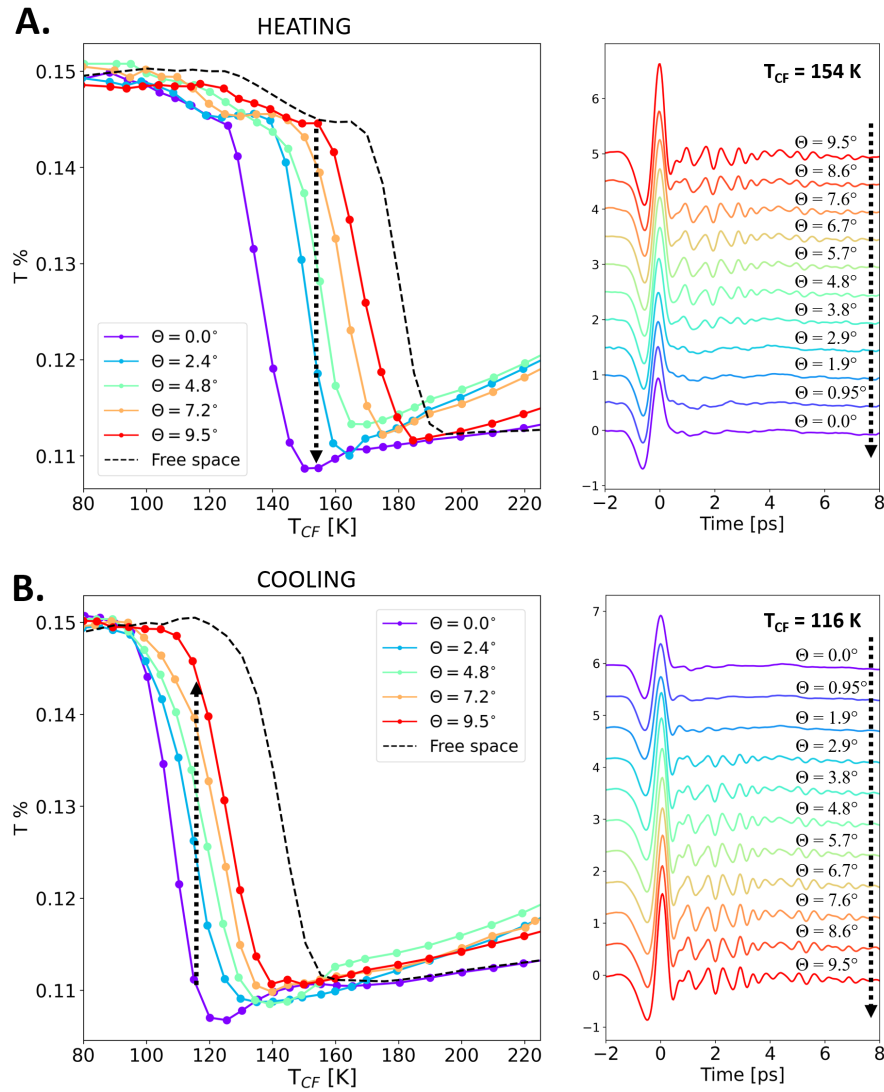 A.
HEATING
T %
0.15
0.14
0.13
0.12
0.11
Θ = 0.0°
Θ = 2.4°
Θ = 4.8°
Θ = 7.2°
Θ = 9.5°
Free space
80 100 120 140 160 180 200 220
T_CF [K]
T_CF = 154 K
6
5
4
3
2
1
0
−1
Θ = 9.5°
Θ = 8.6°
Θ = 7.6°
Θ = 6.7°
Θ = 5.7°
Θ = 4.8°
Θ = 3.8°
Θ = 2.9°
Θ = 1.9°
Θ = 0.95°
Θ = 0.0°
−2 0 2 4 6 8
Time [ps]
B.
COOLING
T %
0.15
0.14
0.13
0.12
0.11
Θ = 0.0°
Θ = 2.4°
Θ = 4.8°
Θ = 7.2°
Θ = 9.5°
Free space
80 100 120 140 160 180 200 220
T_CF [K]
T_CF = 116 K
7
6
5
4
3
2
1
0
−1
Θ = 0.0°
Θ = 0.95°
Θ = 1.9°
Θ = 2.9°
Θ = 3.8°
Θ = 4.8°
Θ = 5.7°
Θ = 6.7°
Θ = 7.6°
Θ = 8.6°
Θ = 9.5°
−2 0 2 4 6 8
Time [ps]